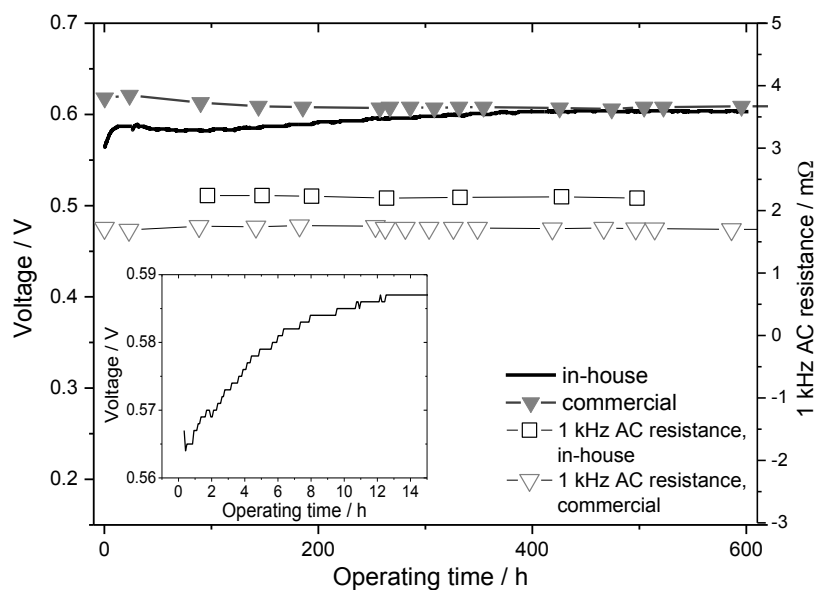 0.7
0.6
0.5
0.4
0.3
0.2
Voltage / V
5
4
3
2
1
0
-1
-2
-3
1 kHz AC resistance / mΩ
0
200
400
600
Operating time / h
0.59
0.58
0.57
0.56
Voltage / V
0 2 4 6 8 10 12 14
Operating time / h
in-house
commercial
1 kHz AC resistance,
in-house
1 kHz AC resistance,
commercial